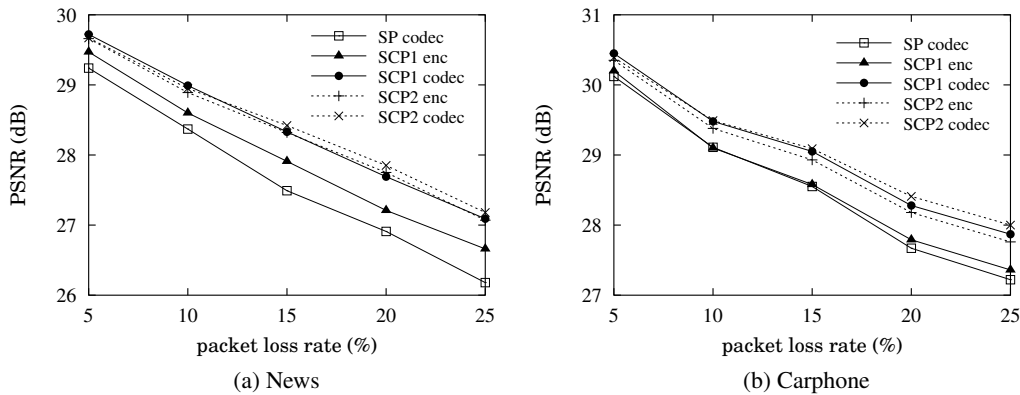 30
29
28
27
26
PSNR (dB)
SP codec
SCP1 enc
SCP1 codec
SCP2 enc
SCP2 codec
5 10 15 20 25
packet loss rate (%)
(a) News
31
30
29
28
27
PSNR (dB)
SP codec
SCP1 enc
SCP1 codec
SCP2 enc
SCP2 codec
5 10 15 20 25
packet loss rate (%)
(b) Carphone